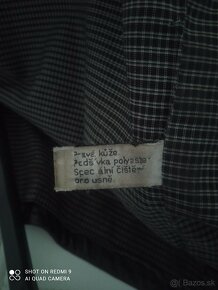 Pravá kůže
Podšívka polyester
Speciální čištění
pro usně.
SHOT ON REDMI 9
AI QUAD CAMERA
bazos.sk